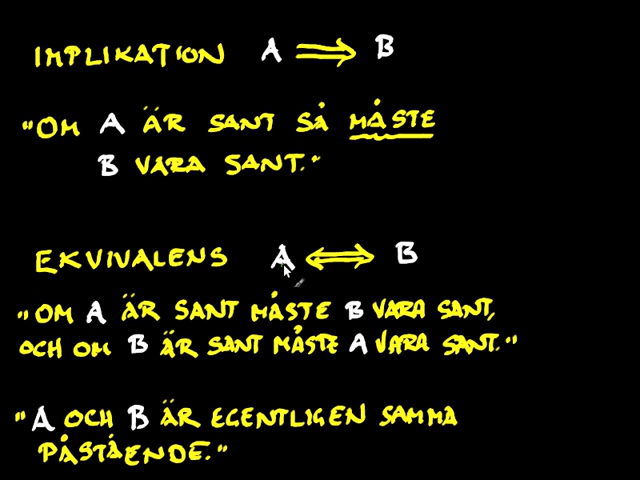 IMPLIKATION A ⇒ B
"OM A ÄR SANT SÅ MÅSTE
B VARA SANT."
EKVIVALENS A ⇔ B
"OM A ÄR SANT MÅSTE B VARA SANT,
OCH OM B ÄR SANT MÅSTE A VARA SANT."
"A OCH B ÄR EGENTLIGEN SAMMA
PÅSTÅENDE."